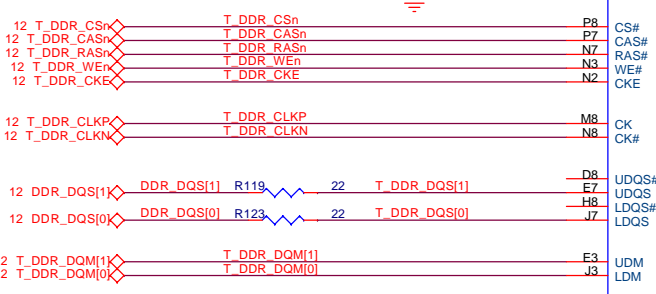 12 T_DDR_CSn T_DDR_CSn P8 CS#
12 T_DDR_CASn T_DDR_CASn P7 CAS#
12 T_DDR_RASn T_DDR_RASn N7 RAS#
12 T_DDR_WEn T_DDR_WEn N3 WE#
12 T_DDR_CKE T_DDR_CKE N2 CKE
12 T_DDR_CLKP T_DDR_CLKP M8 CK
12 T_DDR_CLKN T_DDR_CLKN N8 CK#
D8 UDQS#
12 DDR_DQS[1] DDR_DQS[1] R119 22 T_DDR_DQS[1] E7 UDQS
H8 LDQS#
12 DDR_DQS[0] DDR_DQS[0] R123 22 T_DDR_DQS[0] J7 LDQS
2 T_DDR_DQM[1] T_DDR_DQM[1] E3 UDM
2 T_DDR_DQM[0] T_DDR_DQM[0] J3 LDM